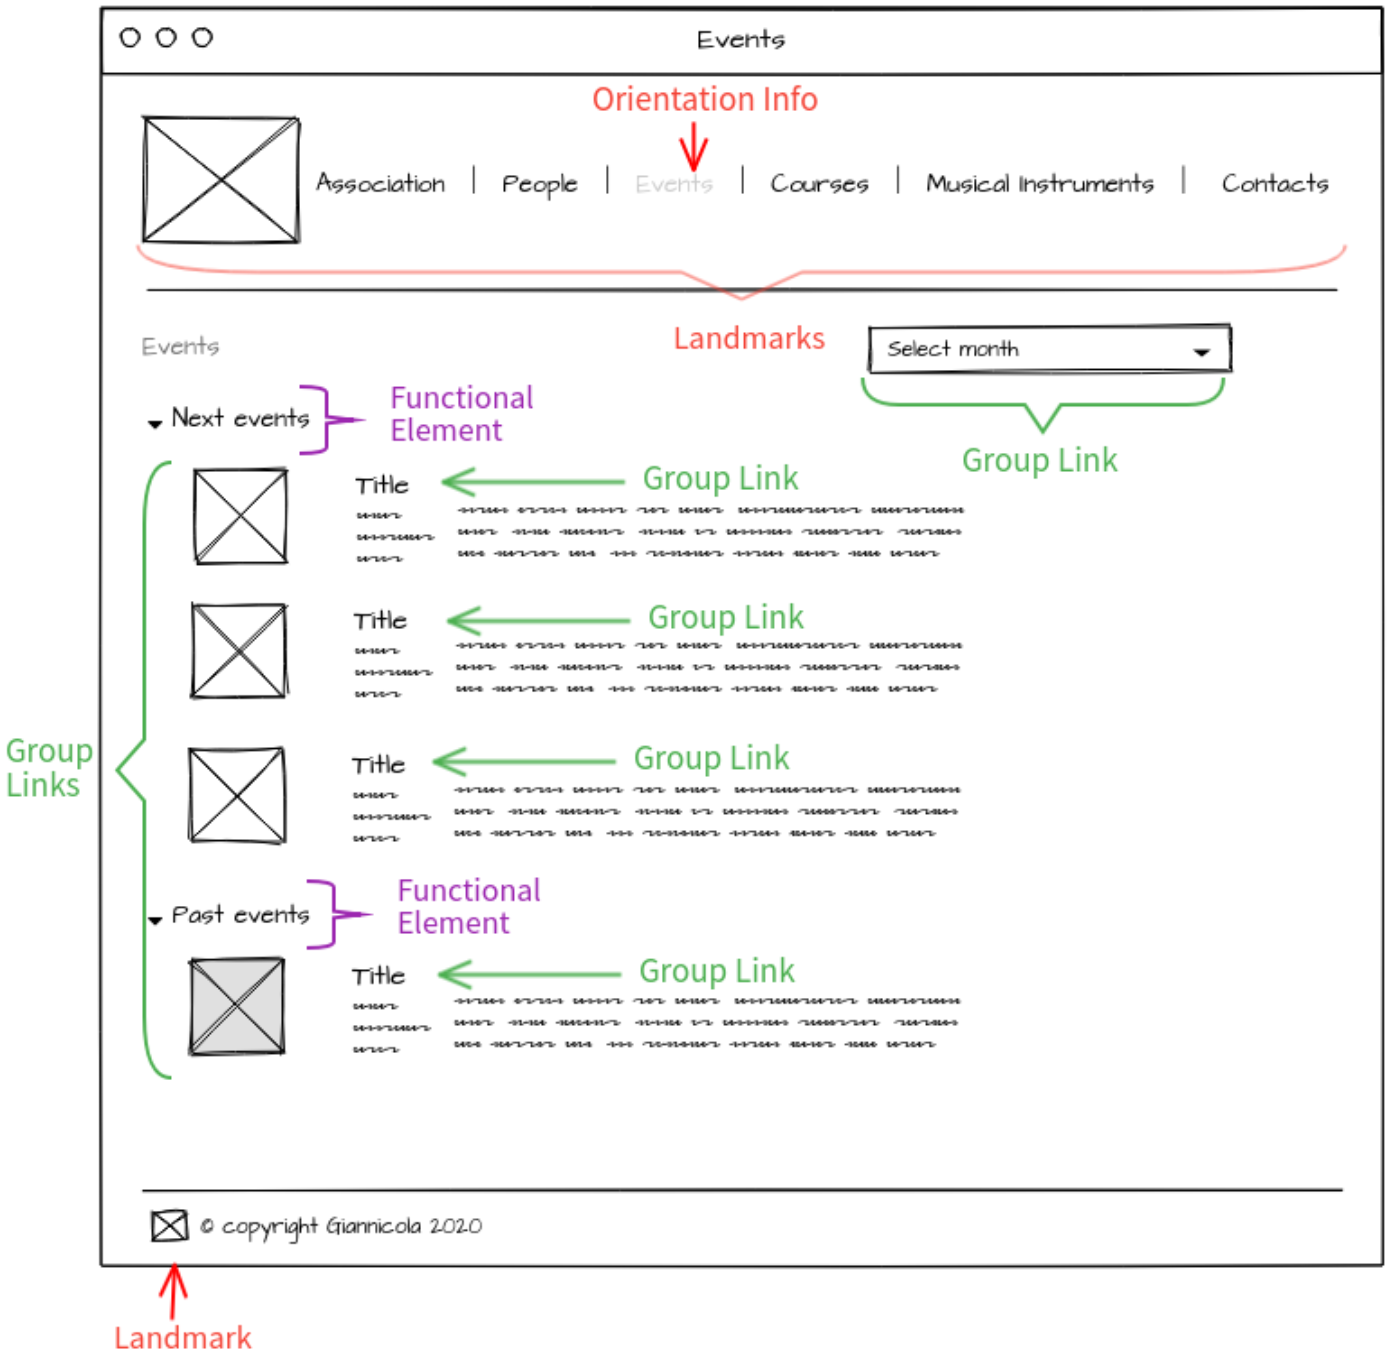 Events
Orientation Info
Association | People | Events | Courses | Musical Instruments | Contacts
Landmarks
Events
Select month
Next events
Functional
Element
Group Link
Title
Group Link
Title
Group Link
Group
Links
Title
Group Link
Past events
Functional
Element
Title
Group Link
© copyright Giannicola 2020
Landmark